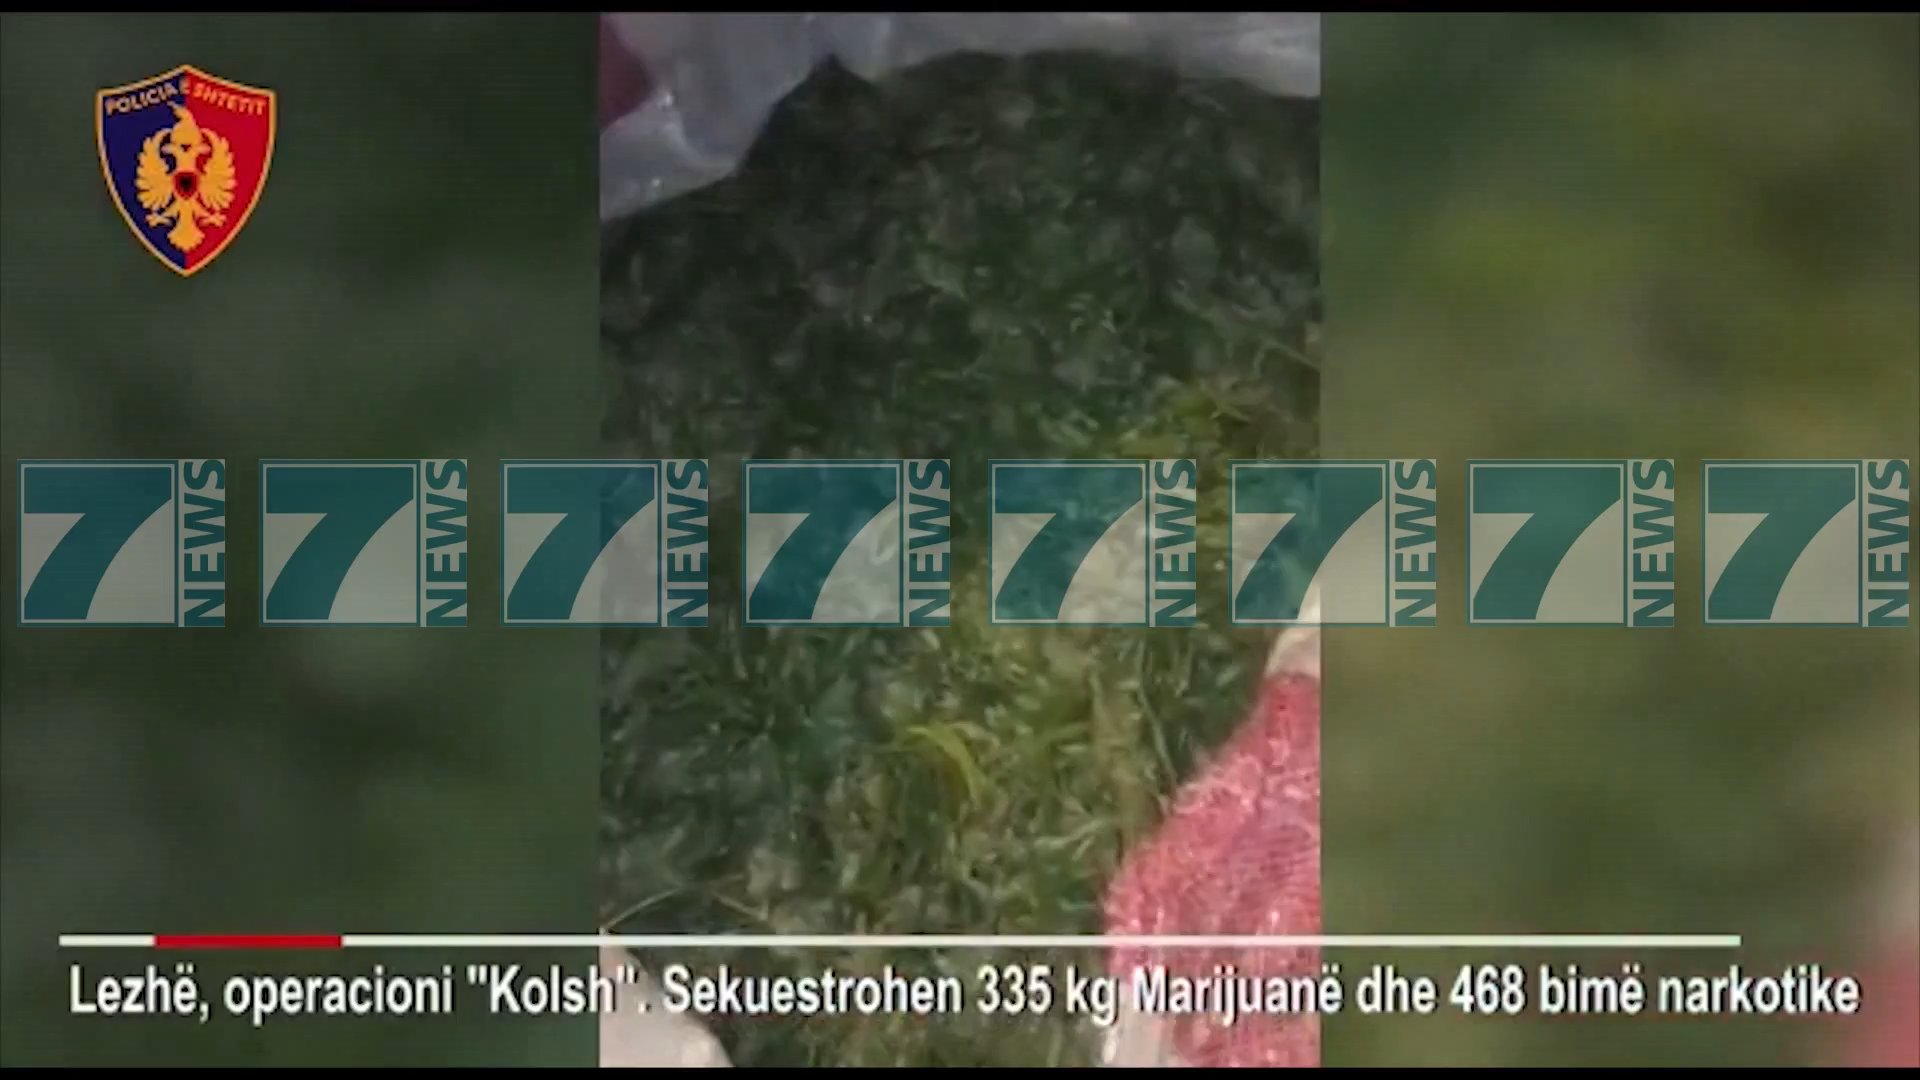 POLICIA E SHTETIT
7 NEWS 7 NEWS 7 NEWS 7 NEWS 7 NEWS 7 NEWS 7 NEWS 7 NEWS
Lezhë, operacioni "Kolsh". Sekuestrohen 335 kg Marijuanë dhe 468 bimë narkotike